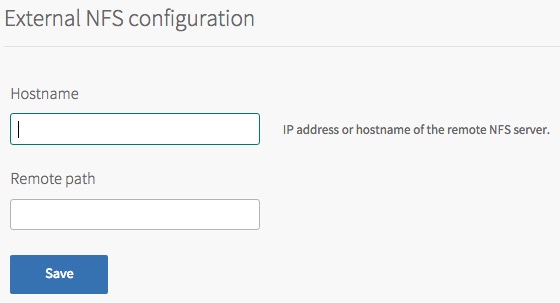 External NFS configuration
Hostname
IP address or hostname of the remote NFS server.
Remote path
Save